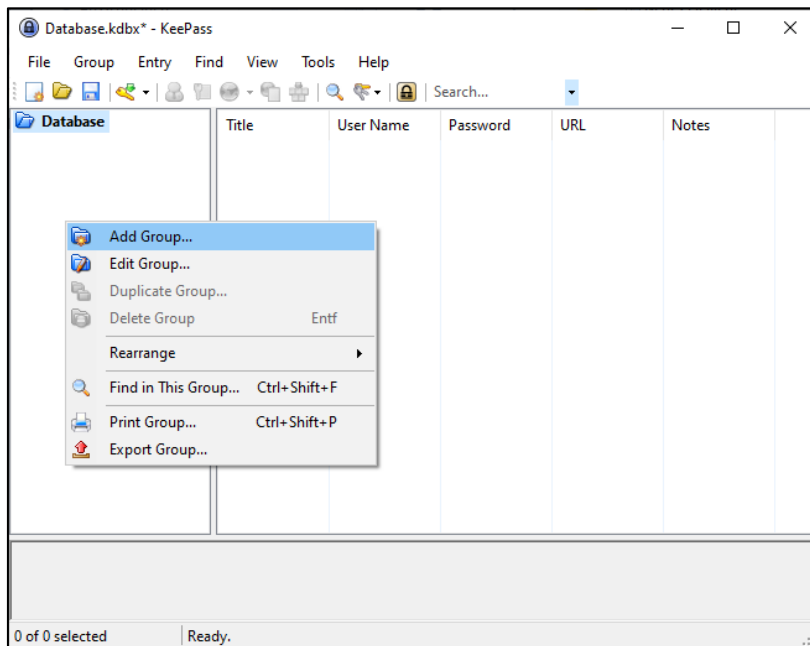 Database.kdbx* - KeePass
File Group Entry Find View Tools Help
Search...
Database
Title User Name Password URL Notes
Add Group...
Edit Group...
Duplicate Group...
Delete Group Entf
Rearrange
Find in This Group... Ctrl+Shift+F
Print Group... Ctrl+Shift+P
Export Group...
0 of 0 selected Ready.